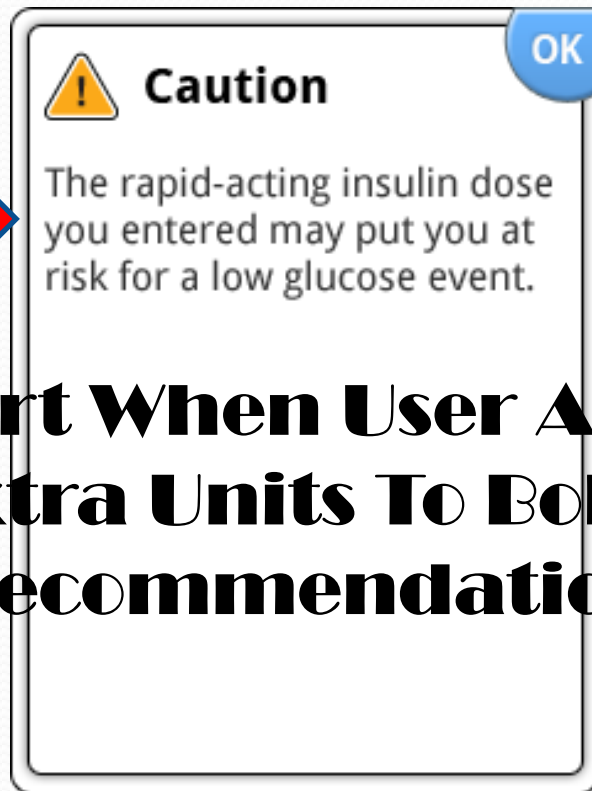 OK
! Caution
The rapid-acting insulin dose
you entered may put you at
risk for a low glucose event.
rt When User A
tra Units To Bo
ecommendatio